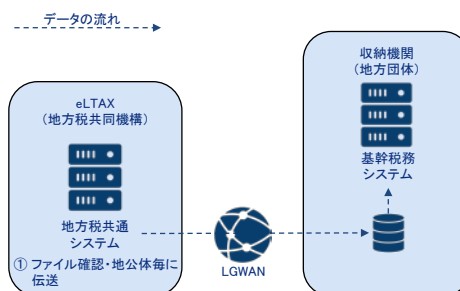 データの流れ
eLTAX
（地方税共同機構）
地方税共通
システム
① ファイル確認・地公体毎に
伝送
LGWAN
収納機関
（地方団体）
基幹税務
システム